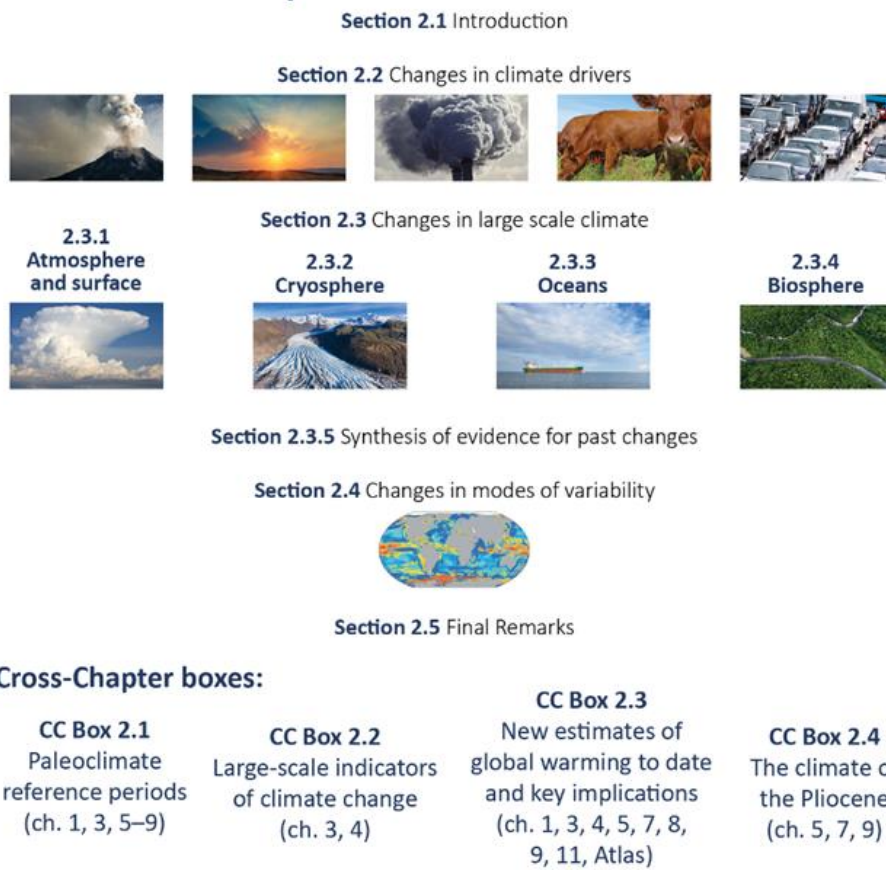 Section 2.1 Introduction
Section 2.2 Changes in climate drivers
Section 2.3 Changes in large scale climate
2.3.1
Atmosphere
and surface
2.3.2
Cryosphere
2.3.3
Oceans
2.3.4
Biosphere
Section 2.3.5 Synthesis of evidence for past changes
Section 2.4 Changes in modes of variability
Section 2.5 Final Remarks
Cross-Chapter boxes:
CC Box 2.1
Paleoclimate
reference periods
(ch. 1, 3, 5–9)
CC Box 2.2
Large-scale indicators
of climate change
(ch. 3, 4)
CC Box 2.3
New estimates of
global warming to date
and key implications
(ch. 1, 3, 4, 5, 7, 8,
9, 11, Atlas)
CC Box 2.4
The climate
the Pliocene
(ch. 5, 7, 9)